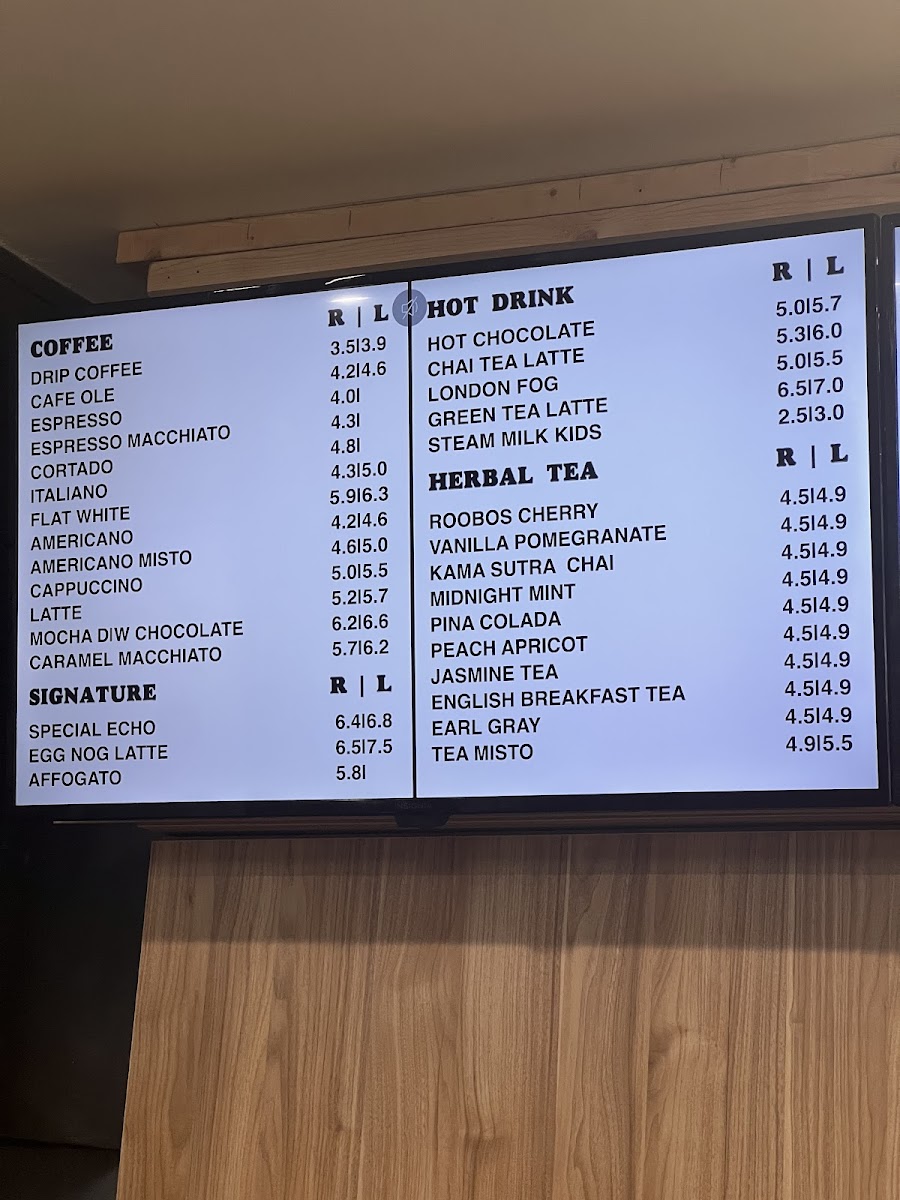 COFFEE R | L
DRIP COFFEE 3.5|3.9
CAFE OLE 4.2|4.6
ESPRESSO 4.0|
ESPRESSO MACCHIATO 4.3|
CORTADO 4.8|
ITALIANO 4.3|5.0
FLAT WHITE 5.9|6.3
AMERICANO 4.2|4.6
AMERICANO MISTO 4.6|5.0
CAPPUCCINO 5.0|5.5
LATTE 5.2|5.7
MOCHA D|W CHOCOLATE 6.2|6.6
CARAMEL MACCHIATO 5.7|6.2
SIGNATURE R | L
SPECIAL ECHO 6.4|6.8
EGG NOG LATTE 6.5|7.5
AFFOGATO 5.8|
HOT DRINK R | L
HOT CHOCOLATE 5.0|5.7
CHAI TEA LATTE 5.3|6.0
LONDON FOG 5.0|5.5
GREEN TEA LATTE 6.5|7.0
STEAM MILK KIDS 2.5|3.0
HERBAL TEA R | L
ROOBOS CHERRY 4.5|4.9
VANILLA POMEGRANATE 4.5|4.9
KAMA SUTRA CHAI 4.5|4.9
MIDNIGHT MINT 4.5|4.9
PINA COLADA 4.5|4.9
PEACH APRICOT 4.5|4.9
JASMINE TEA 4.5|4.9
ENGLISH BREAKFAST TEA 4.5|4.9
EARL GRAY 4.5|4.9
TEA MISTO 4.9|5.5